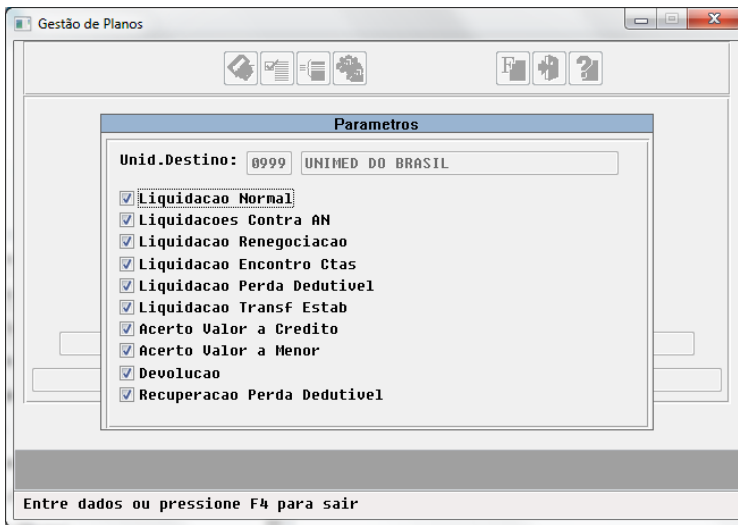 Gestão de Planos
Parametros
Unid.Destino: 0999 UNIMED DO BRASIL
Liquidacao Normal
Liquidacoes Contra AN
Liquidacao Renegociacao
Liquidacao Encontro Ctas
Liquidacao Perda Dedutivel
Liquidacao Transf Estab
Acerto Valor a Credito
Acerto Valor a Menor
Devolucao
Recuperacao Perda Dedutivel
Entre dados ou pressione F4 para sair